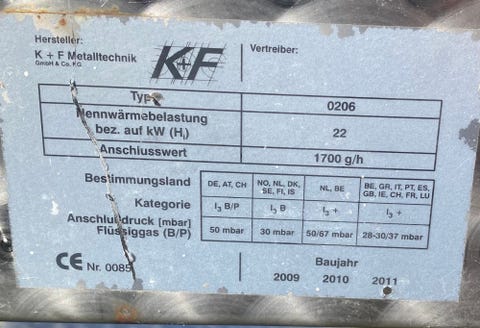 Hersteller:
K + F Metalltechnik
GmbH & Co. KG
K+F
Vertreiber:
Typ 0206
Nennwärmebelastung
bez. auf kW (Hᵢ) 22
Anschlusswert 1700 g/h
Bestimmungsland DE, AT, CH NO, NL, DK, SE, FI, IS NL, BE BE, GR, IT, PT, ES, GB, IE, CH, FR, LU
Kategorie I₃ B/P I₃ B I₃ + I₃ +
Anschlußdruck [mbar]
Flüssiggas (B/P) 50 mbar 30 mbar 50/67 mbar 28-30/37 mbar
CE Nr. 0085
Baujahr
2009 2010 2011